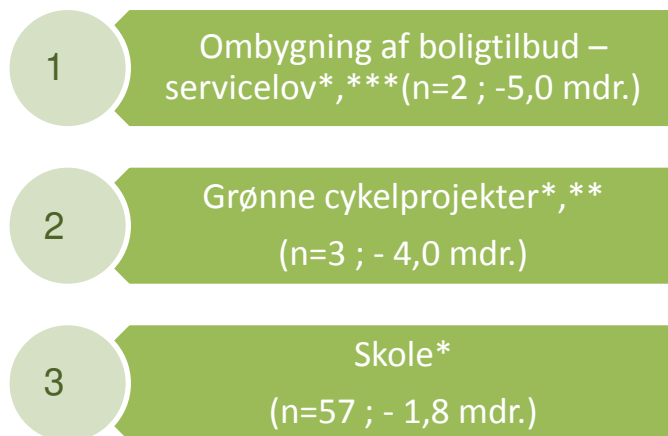 1
Ombygning af boligtilbud –
servicelov*,***(n=2 ; -5,0 mdr.)
2
Grønne cykelprojekter*,**
(n=3 ; - 4,0 mdr.)
3
Skole*
(n=57 ; - 1,8 mdr.)